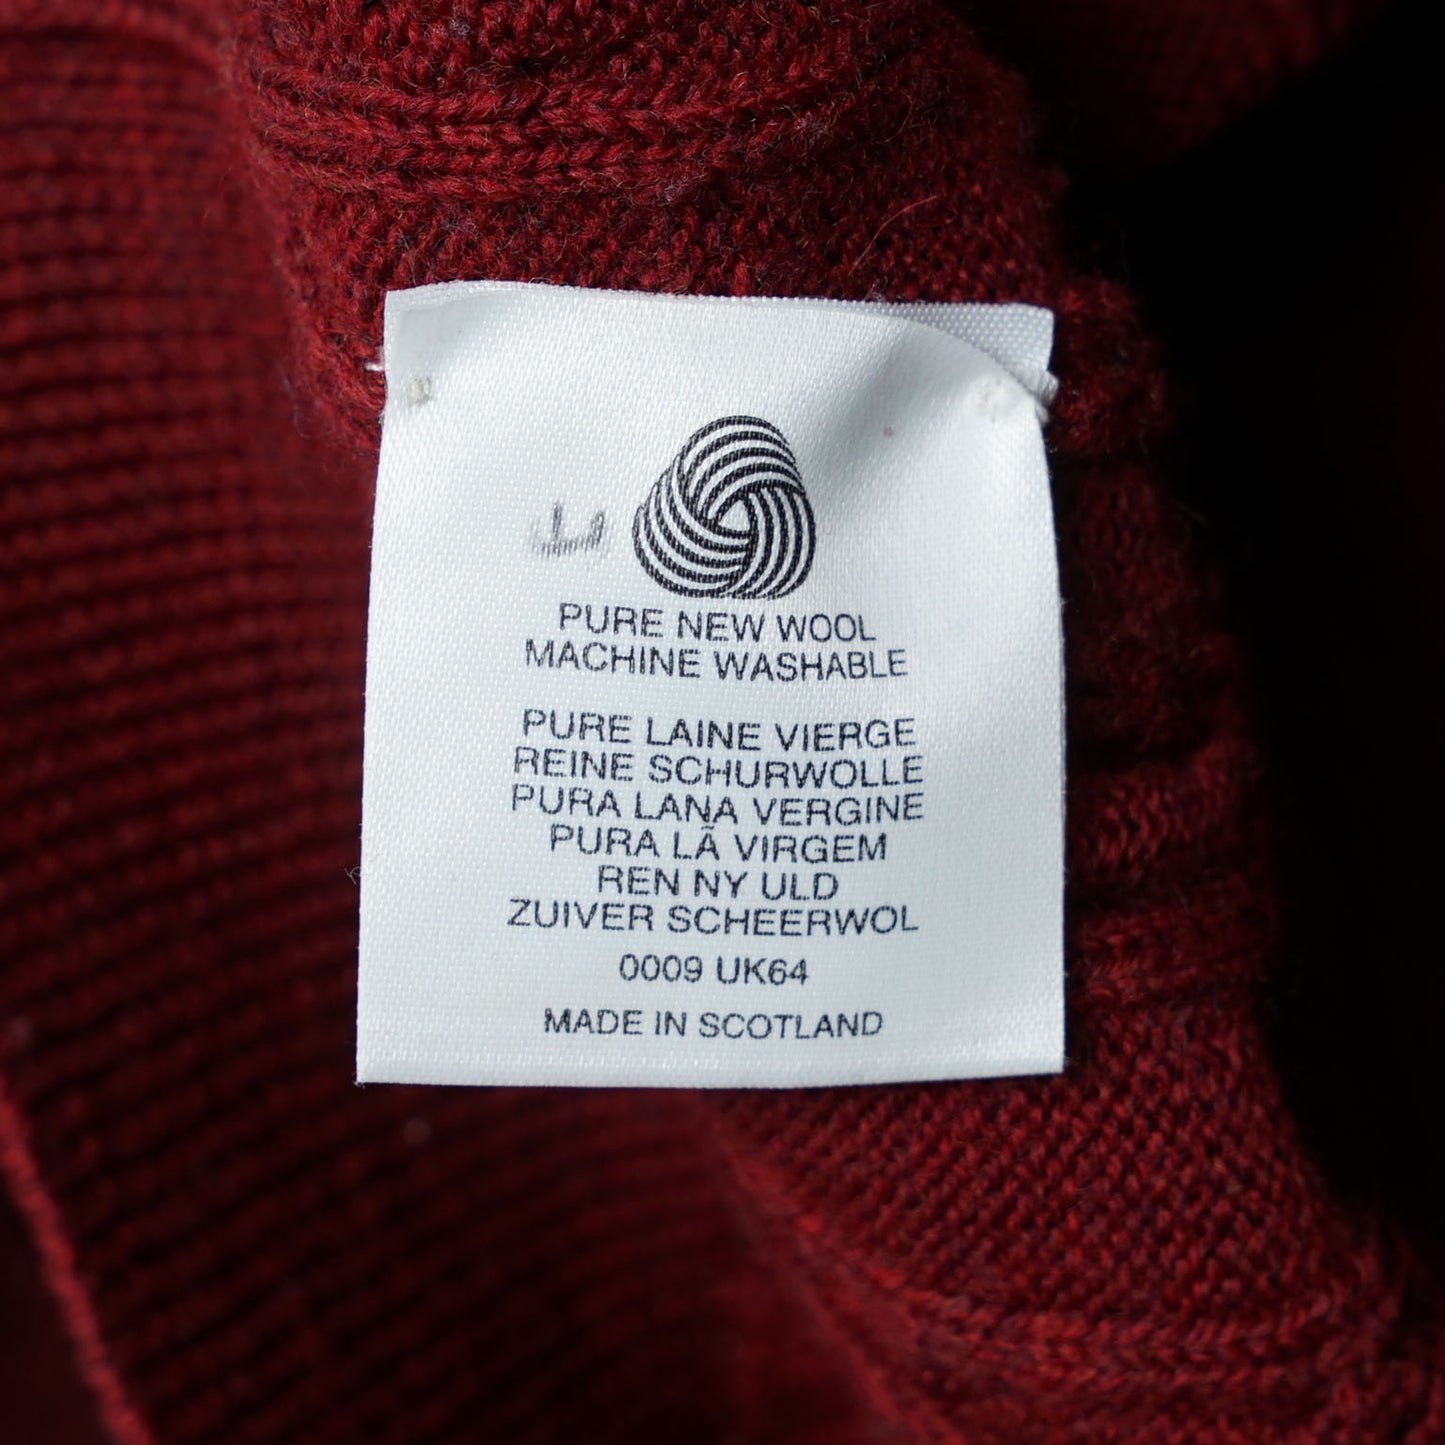 PURE NEW WOOL
MACHINE WASHABLE
PURE LAINE VIERGE
REINE SCHURWOLLE
PURA LANA VERGINE
PURA LÃ VIRGEM
REN NY ULD
ZUIVER SCHEERWOL
0009 UK64
MADE IN SCOTLAND